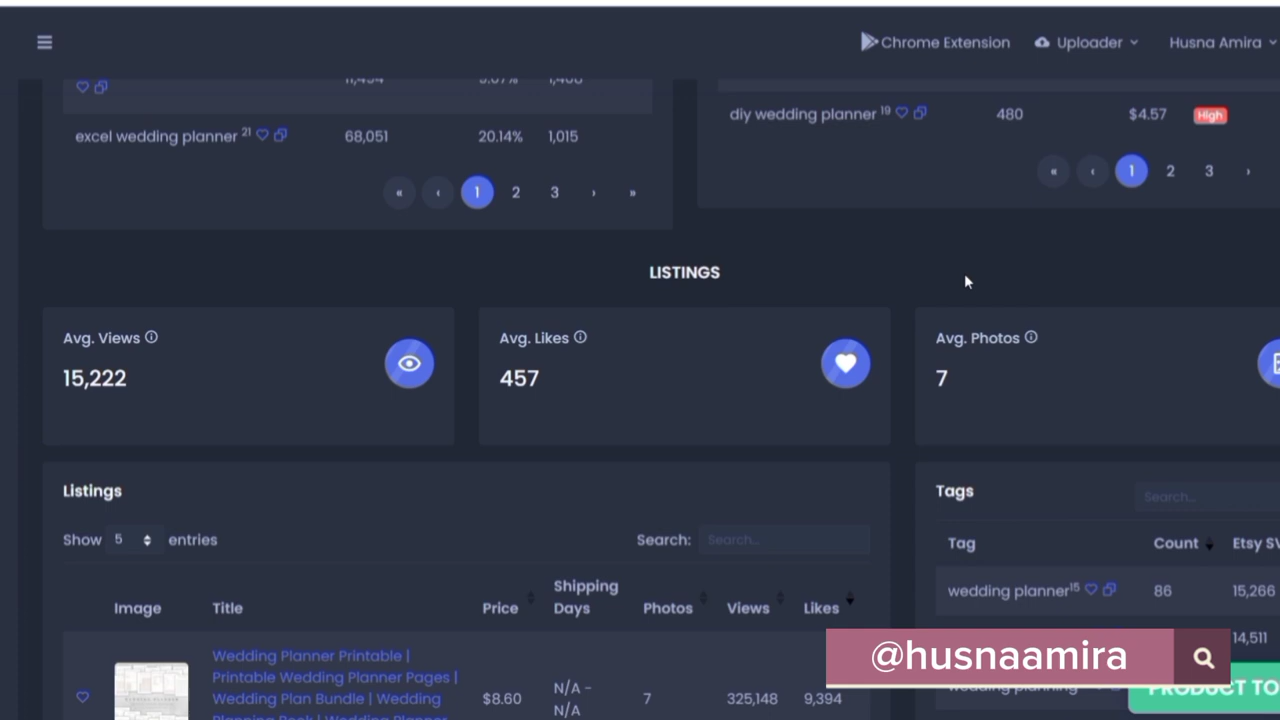 Chrome Extension Uploader Husna Amira
excel wedding planner 21 68,051 20.14% 1,015
« ‹ 1 2 3 › »
diy wedding planner 19 480 $4.57 High
« ‹ 1 2 3 ›
LISTINGS
Avg. Views
15,222
Avg. Likes
457
Avg. Photos
7
Listings
Show 5 entries Search: Search...
Image Title Price Shipping Days Photos Views Likes
Wedding Planner Printable |
Printable Wedding Planner Pages |
Wedding Plan Bundle | Wedding
$8.60 N/A -
N/A
7 325,148 9,394
Tags Search...
Tag Count Etsy
wedding planner15 86 15,266
14,511
@husnaamira
PRODUCT TO